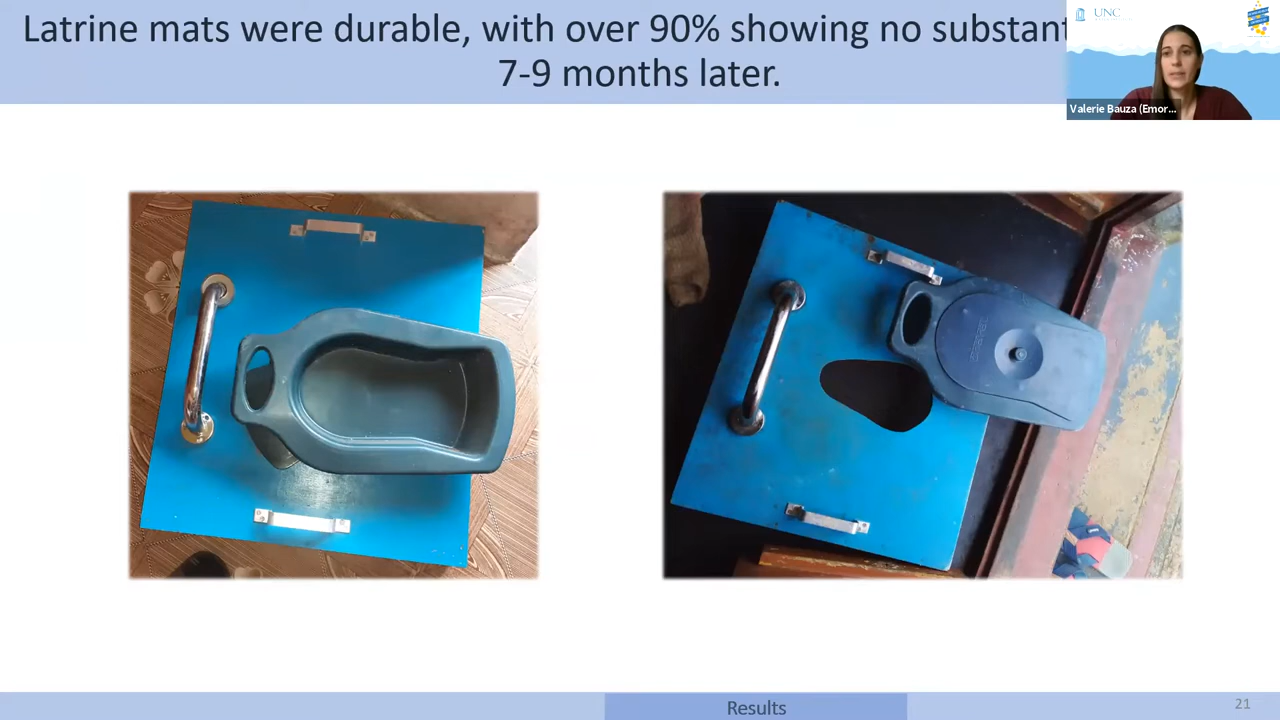 Latrine mats were durable, with over 90% showing no substant
7-9 months later.
UNC
Valerie Bauza (Emor...
Results
21